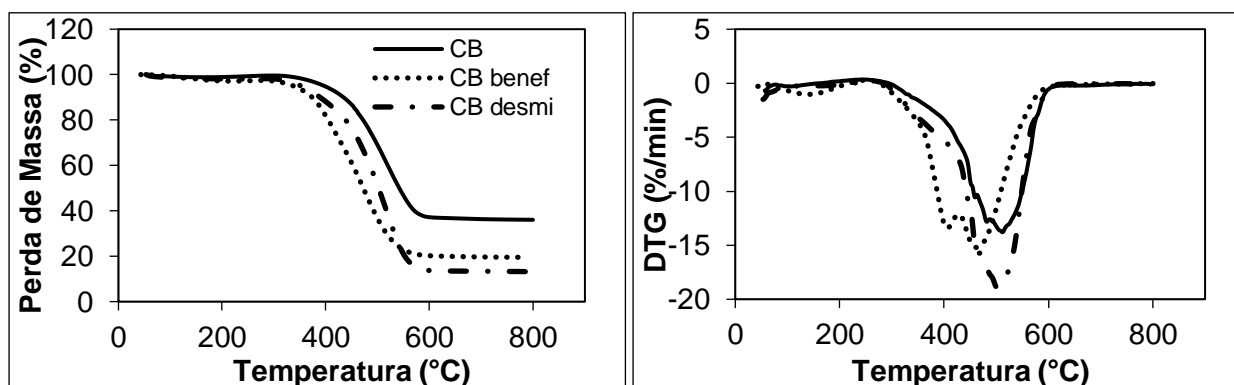 Perda de Massa (%)
120
100
80
60
40
20
0
CB
CB benef
CB desmi
0 200 400 600 800
Temperatura (°C)
DTG (%/min)
5
0
-5
-10
-15
-20
0 200 400 600 800
Temperatura (°C)